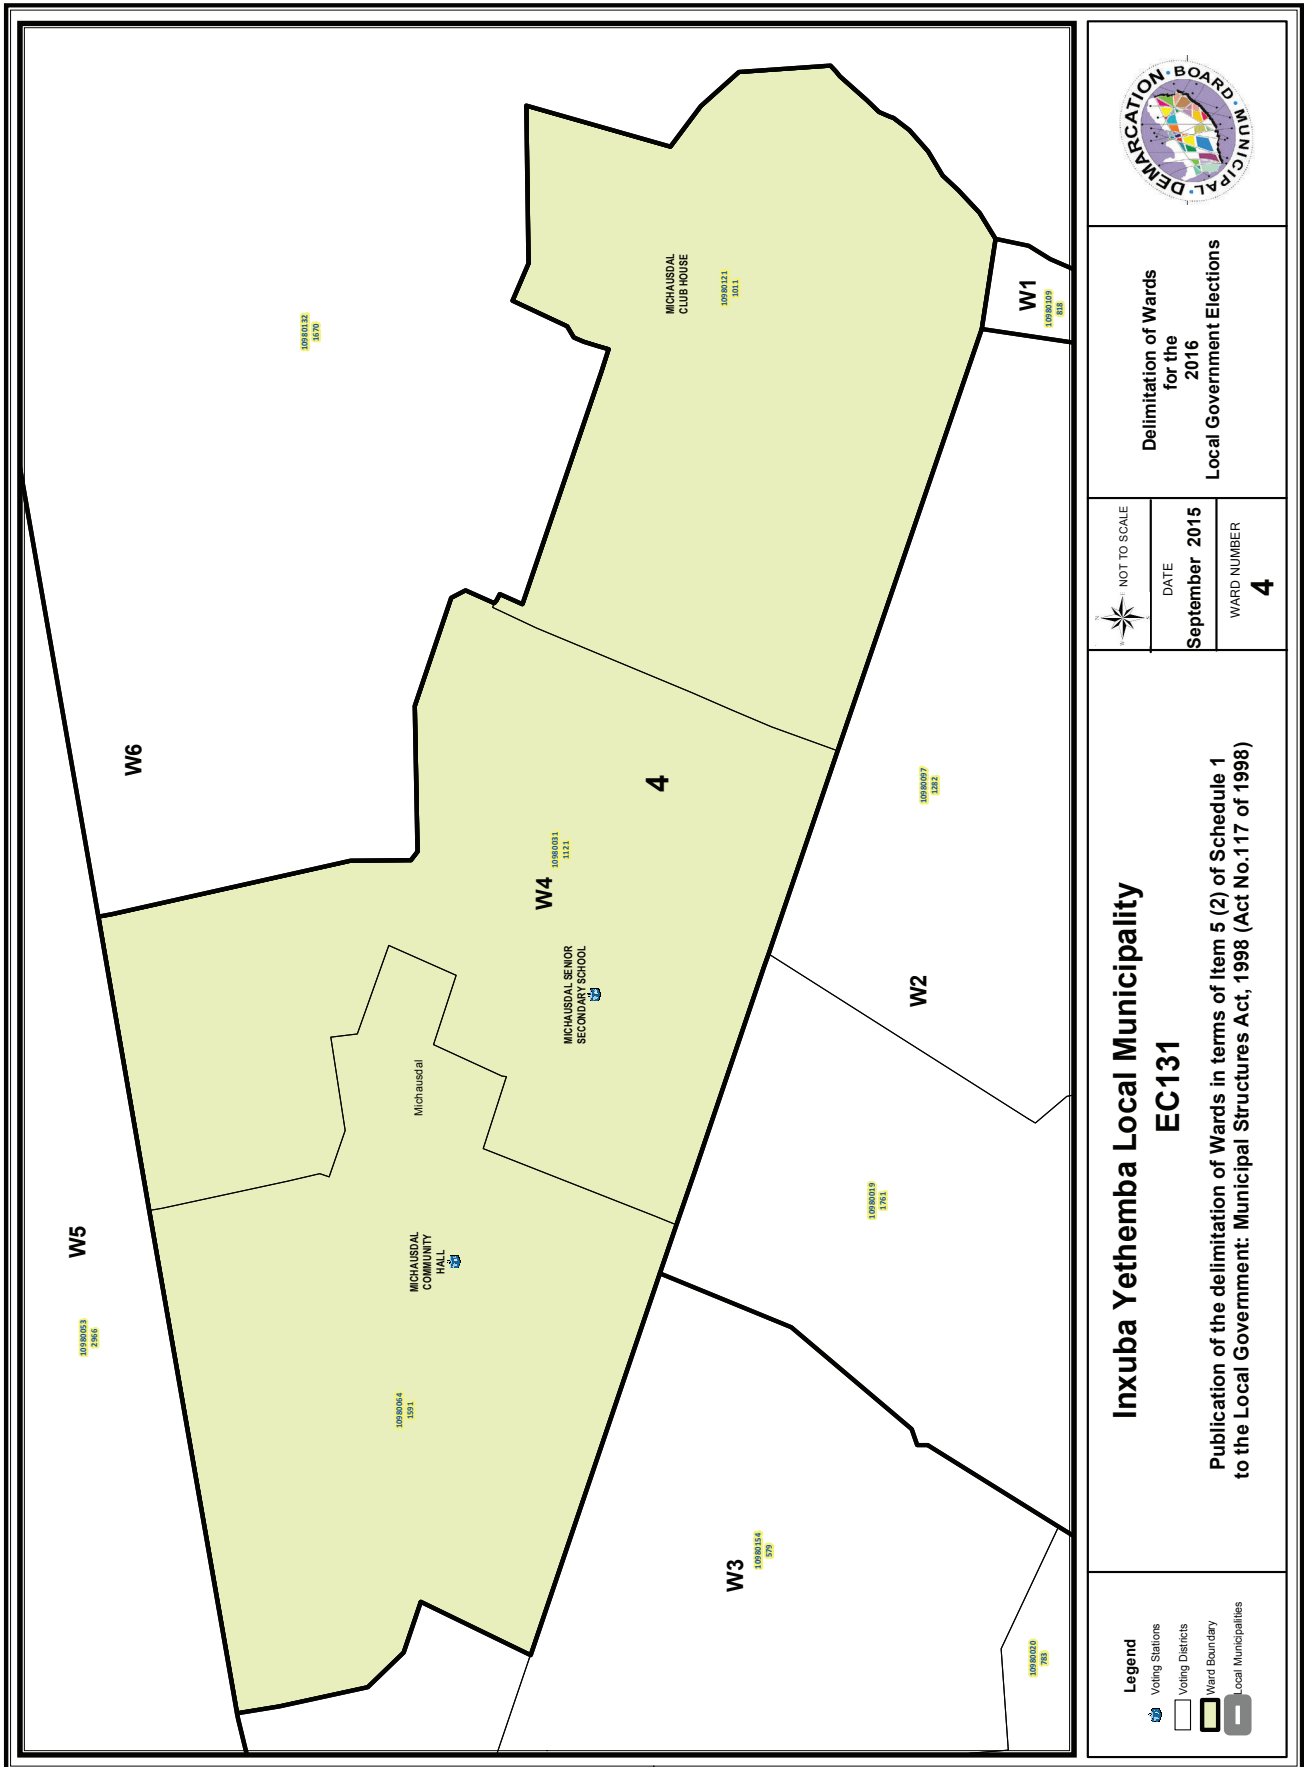 W5
10980053
2966
W6
10980132
1670
MICHAUSDAL
COMMUNITY
HALL
10980064
1591
Michausdal
MICHAUSDAL SENIOR
SECONDARY SCHOOL
W4
10980031
1121
4
MICHAUSDAL
CLUB HOUSE
10980121
1011
W3
10980154
579
10980020
783
10980019
1761
W2
10980097
1282
W1
10980109
818
Legend
Voting Stations
Voting Districts
Ward Boundary
Local Municipalities
Inxuba Yethemba Local Municipality
EC131
Publication of the delimitation of Wards in terms of Item 5 (2) of Schedule 1
to the Local Government: Municipal Structures Act, 1998 (Act No.117 of 1998)
N
W
E
S
NOT TO SCALE
DATE
September 2015
WARD NUMBER
4
Delimitation of Wards
for the
2016
Local Government Elections
MUNICIPAL • DEMARCATION • BOARD •